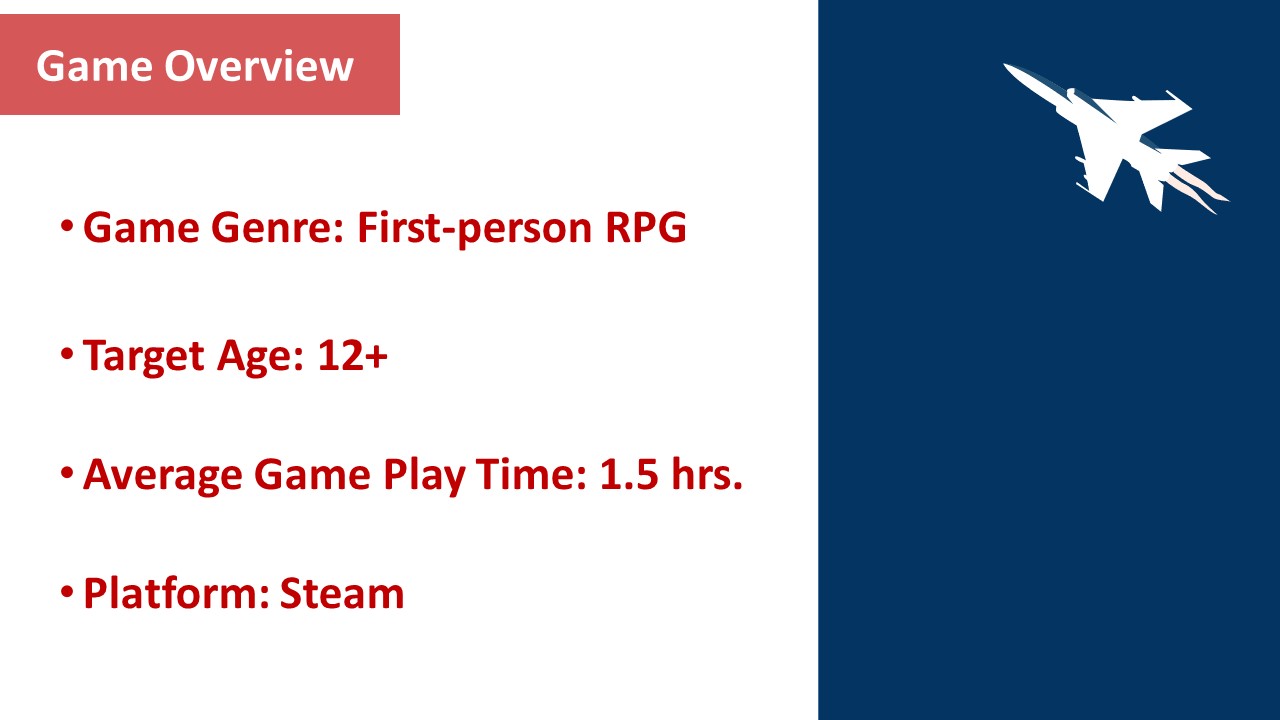 Game Overview
• Game Genre: First-person RPG
• Target Age: 12+
• Average Game Play Time: 1.5 hrs.
• Platform: Steam